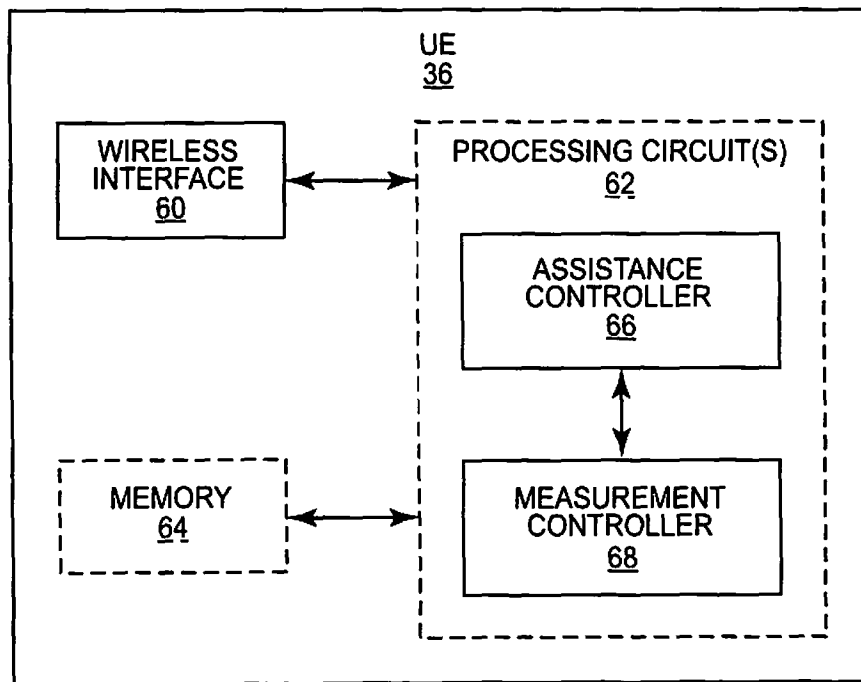 UE
36
WIRELESS
INTERFACE
60
PROCESSING CIRCUIT(S)
62
ASSISTANCE
CONTROLLER
66
MEMORY
64
MEASUREMENT
CONTROLLER
68